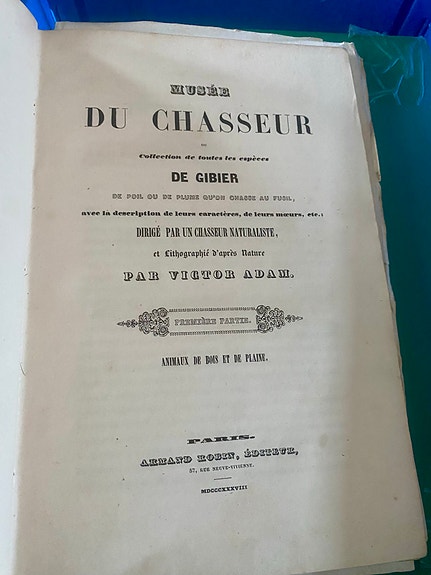 MUSÉE
DU CHASSEUR
OU
Collection de toutes les espèces
DE GIBIER
DE POIL OU DE PLUME QU'ON CHASSE AU FUSIL,
avec la description de leurs caractères, de leurs mœurs, etc.;
DIRIGÉ PAR UN CHASSEUR NATURALISTE,
et Lithographié d'après Nature
PAR VICTOR ADAM.
PREMIÈRE PARTIE.
ANIMAUX DE BOIS ET DE PLAINE.
PARIS.
ARMAND ROBIN, ÉDITEUR,
37, RUE NEUVE-VIVIENNE.
MDCCCXXXVIII